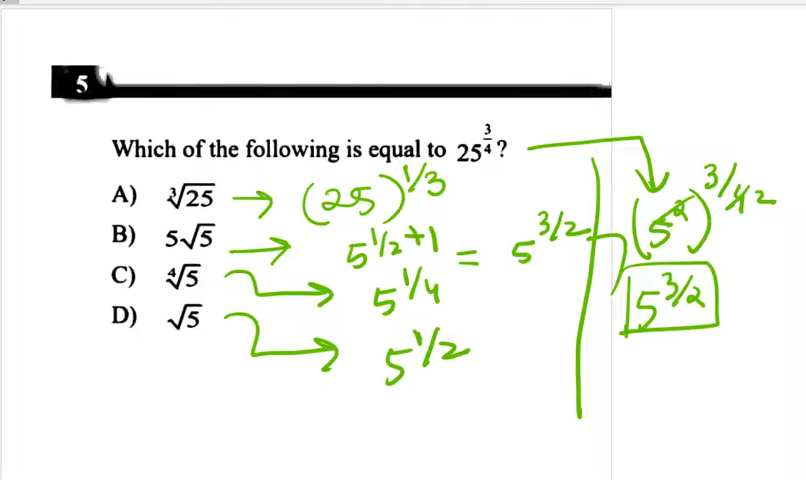 5
Which of the following is equal to 25^(3/4)?
A) ∛25 → (25)^(1/3)
B) 5√5 → 5^(1/2+1) = 5^(3/2)
C) ∜5 → 5^(1/4)
D) √5 → 5^(1/2)
(5^2)^(3/42)
5^(3/2)